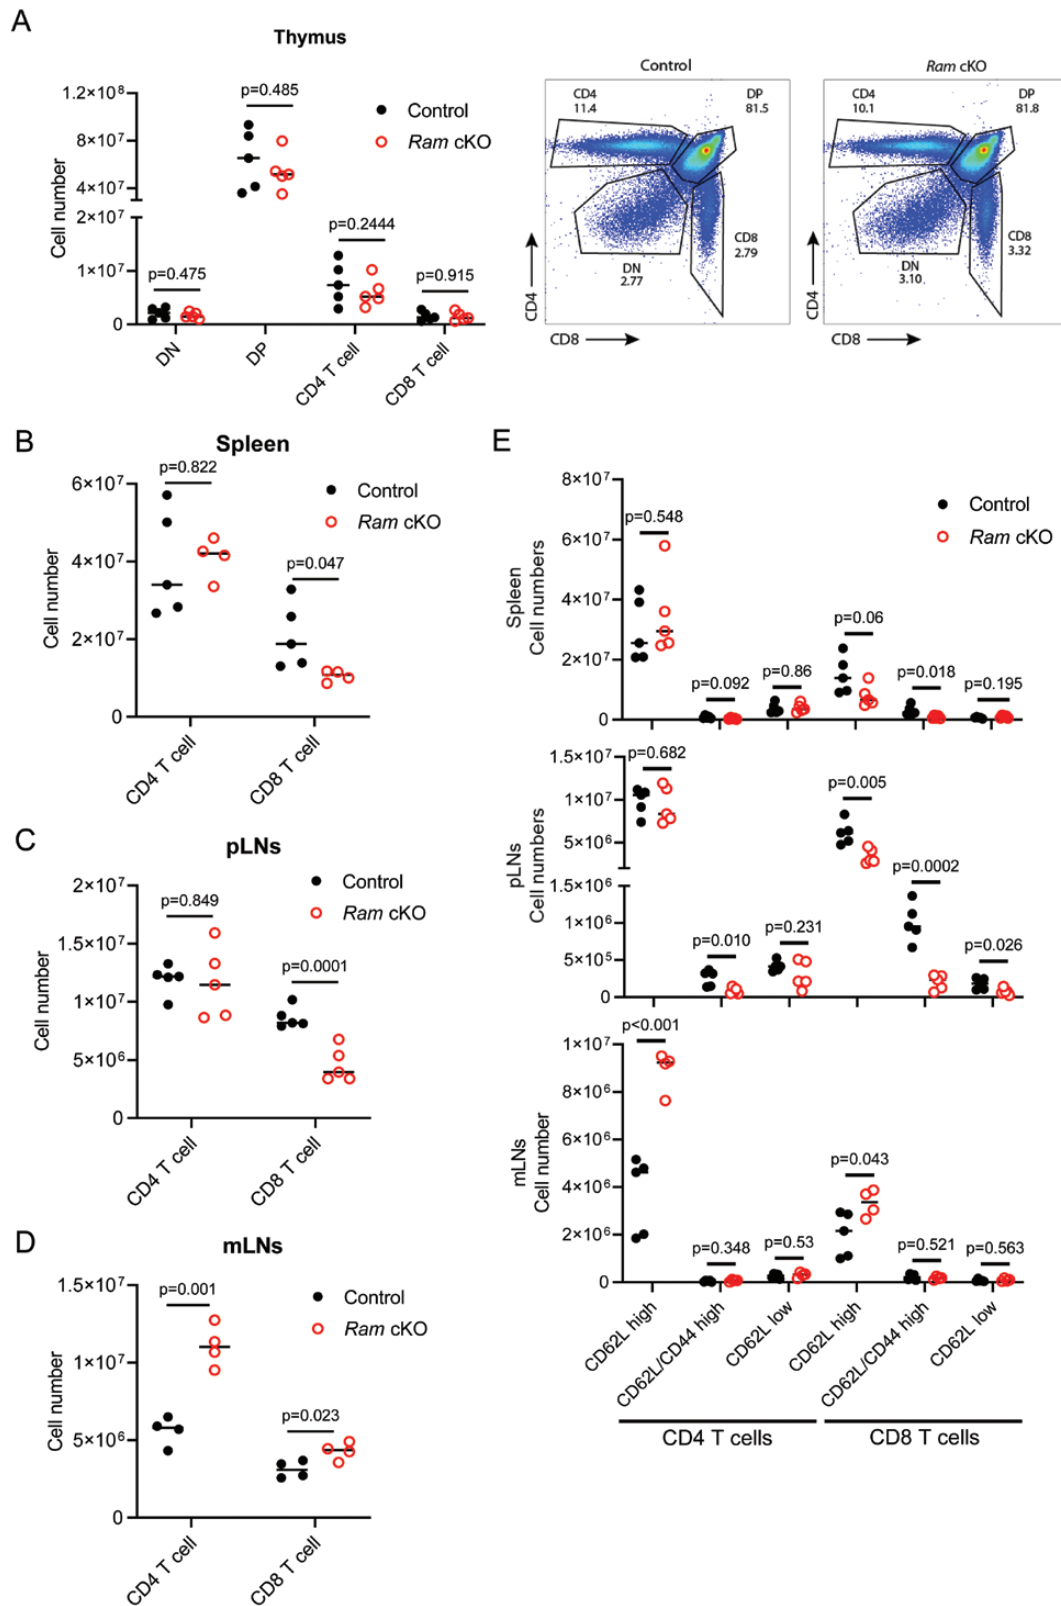 A
Thymus
1.2×10⁸
8×10⁷
4×10⁷
2×10⁷
1×10⁷
0
Cell number
p=0.475
p=0.485
p=0.2444
p=0.915
Control
Ram cKO
DN
DP
CD4 T cell
CD8 T cell
Control
CD4
11.4
DP
81.5
DN
2.77
CD8
2.79
CD4
CD8
Ram cKO
CD4
10.1
DP
81.8
DN
3.10
CD8
3.32
CD4
CD8
B
Spleen
6×10⁷
4×10⁷
2×10⁷
0
Cell number
p=0.822
p=0.047
Control
Ram cKO
CD4 T cell
CD8 T cell
C
pLNs
2×10⁷
1.5×10⁷
1×10⁷
5×10⁶
0
Cell number
p=0.849
p=0.0001
Control
Ram cKO
CD4 T cell
CD8 T cell
D
mLNs
1.5×10⁷
1×10⁷
5×10⁶
0
Cell number
p=0.001
p=0.023
Control
Ram cKO
CD4 T cell
CD8 T cell
E
Control
Ram cKO
Spleen
Cell numbers
8×10⁷
6×10⁷
4×10⁷
2×10⁷
0
p=0.548
p=0.092
p=0.86
p=0.06
p=0.018
p=0.195
pLNs
Cell numbers
1.5×10⁷
1×10⁷
5×10⁶
1.5×10⁶
1×10⁶
5×10⁵
0
p=0.682
p=0.010
p=0.231
p=0.005
p=0.0002
p=0.026
mLNs
Cell number
1×10⁷
8×10⁶
6×10⁶
4×10⁶
2×10⁶
0
p<0.001
p=0.348
p=0.53
p=0.043
p=0.521
p=0.563
CD62L high
CD62L/CD44 high
CD62L low
CD62L high
CD62L/CD44 high
CD62L low
CD4 T cells
CD8 T cells